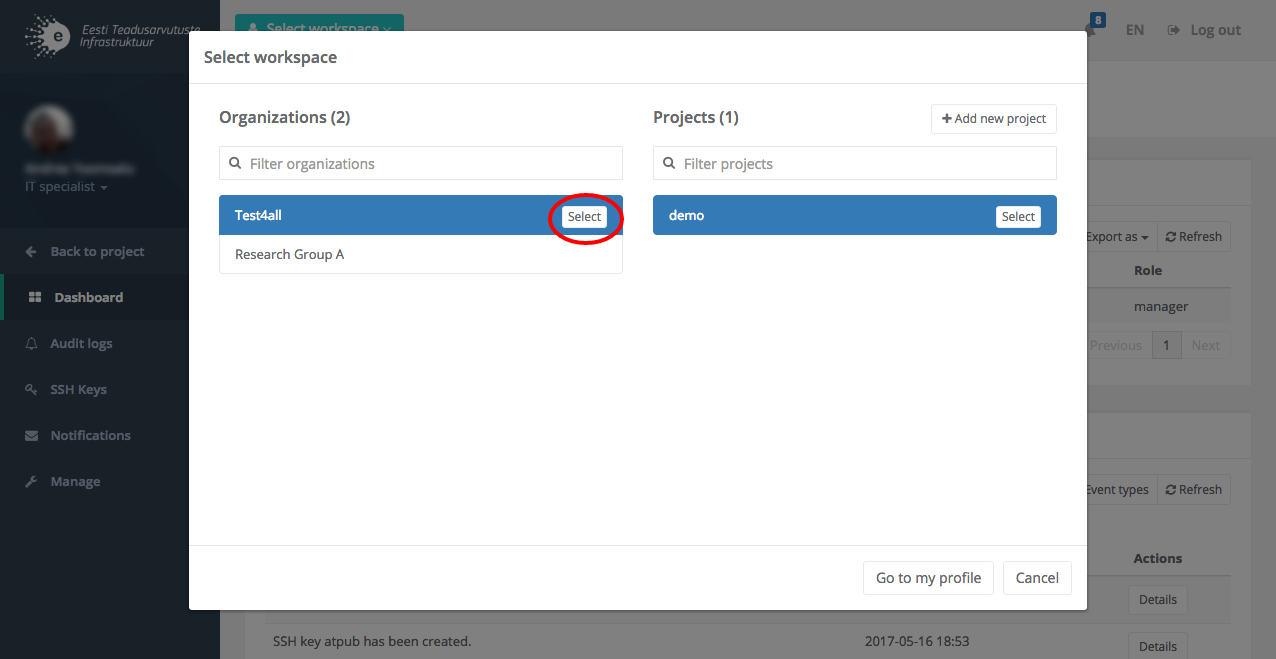 e
Eesti Teadusarvutuste
Infrastruktuur
Select workspace
8
EN
Log out
IT specialist
Back to project
Dashboard
Audit logs
SSH Keys
Notifications
Manage
Select workspace
Organizations (2)
Filter organizations
Test4all
Select
Research Group A
Projects (1)
Add new project
Filter projects
demo
Select
Go to my profile
Cancel
Export as
Refresh
Role
manager
Previous
1
Next
Event types
Refresh
Actions
Details
SSH key atpub has been created.
2017-05-16 18:53
Details